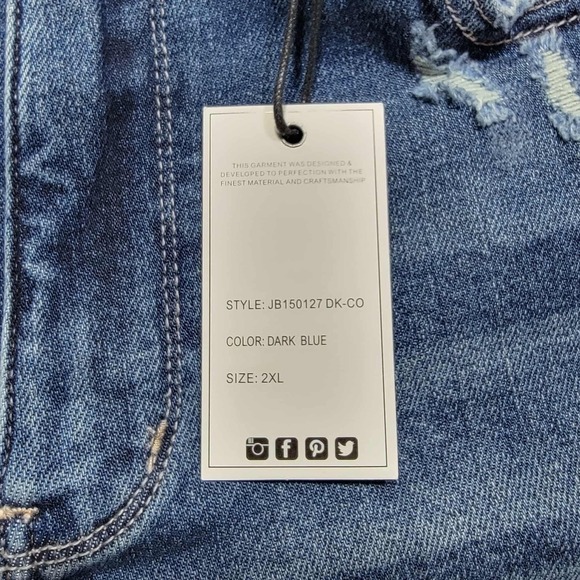 THIS GARMENT WAS DESIGNED &
DEVELOPED TO PERFECTION WITH THE
FINEST MATERIAL AND CRAFTSMANSHIP
STYLE: JB150127 DK-CO
COLOR: DARK BLUE
SIZE: 2XL